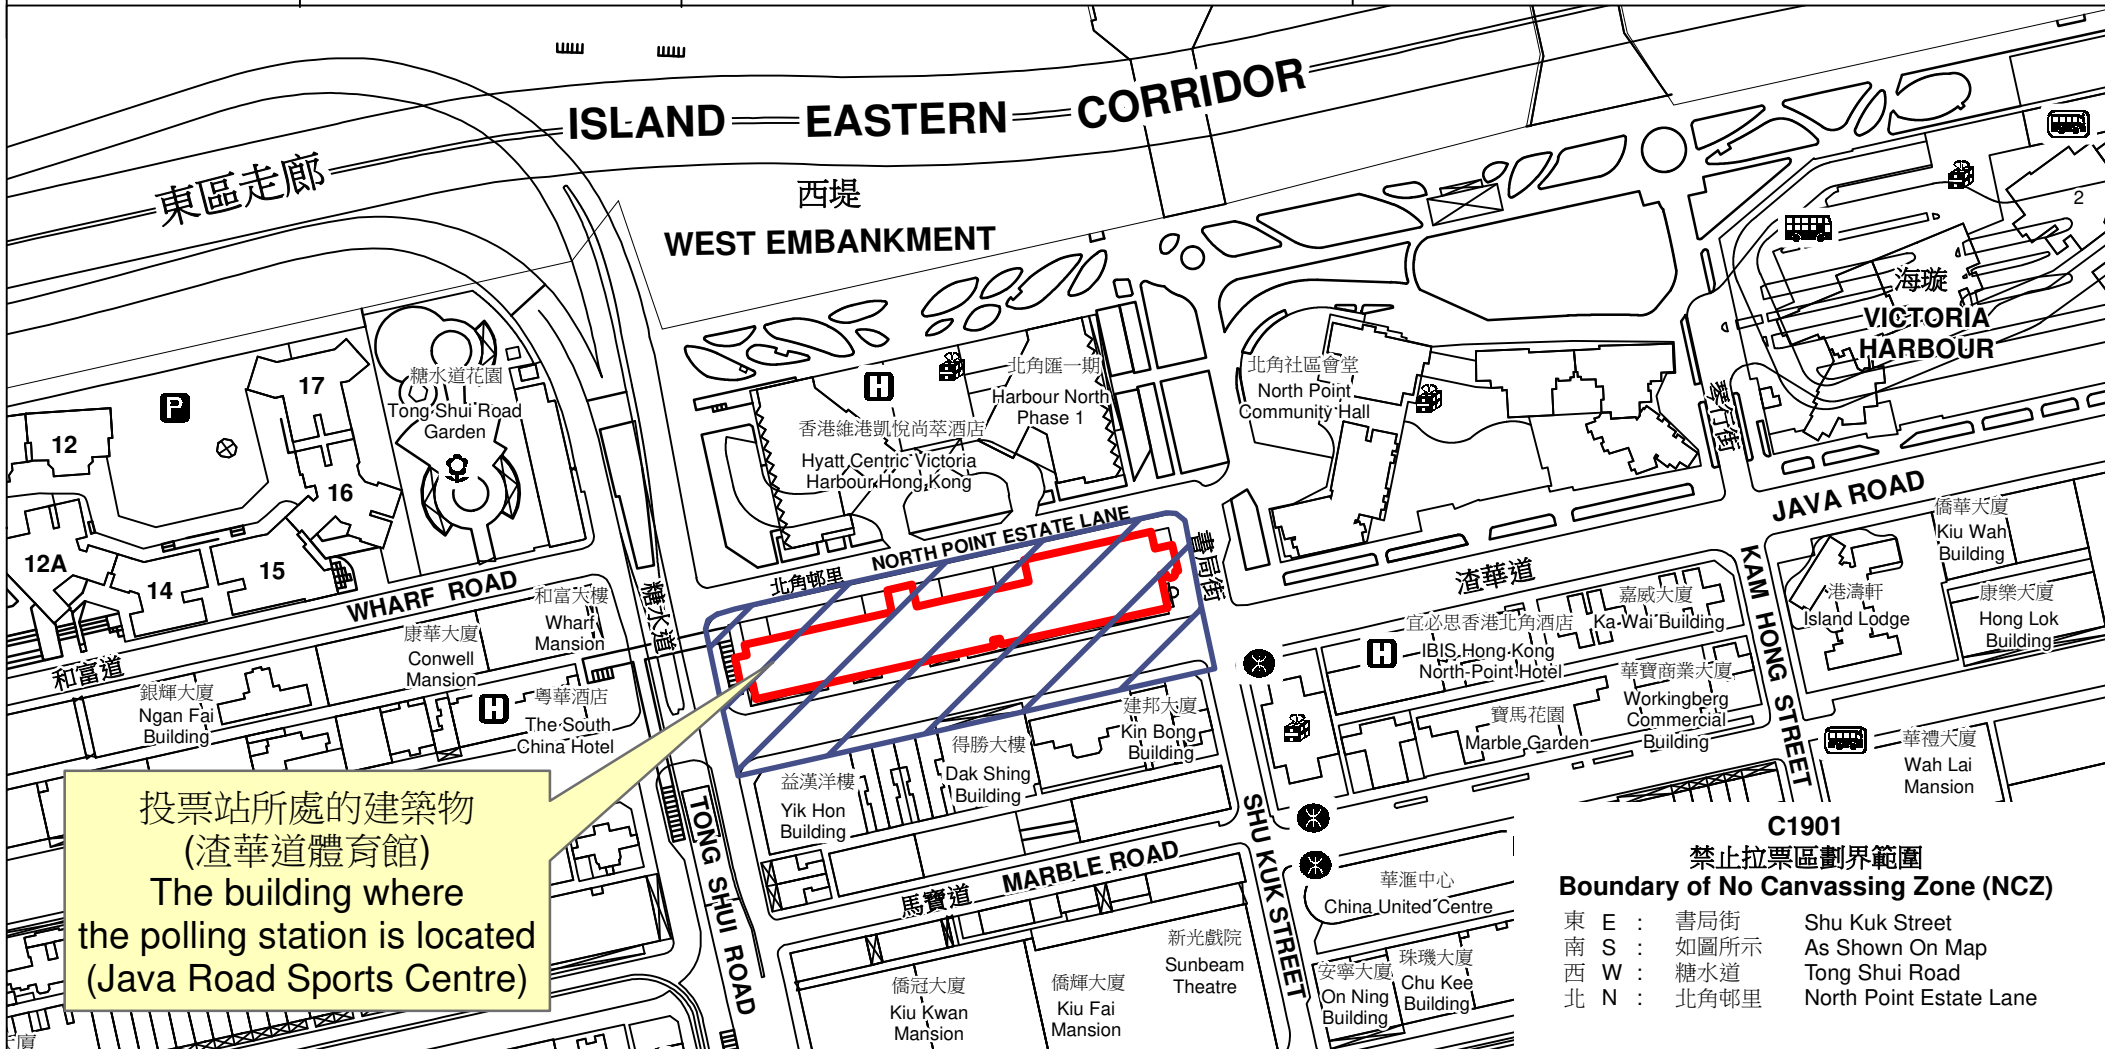 ISLAND EASTERN CORRIDOR
東區走廊
西堤
WEST EMBANKMENT
海璇
VICTORIA
HARBOUR
2
17
12
16
12A
14
15
糖水道花園
Tong Shui Road
Garden
北角匯一期
Harbour North
Phase 1
香港維港凱悅尚萃酒店
Hyatt Centric Victoria
Harbour Hong Kong
北角社區會堂
North Point
Community Hall
琴行街
JAVA ROAD
渣華道
NORTH POINT ESTATE LANE
北角邨里
書局街
WHARF ROAD
和富道
糖水道
和富大樓
Wharf
Mansion
康華大廈
Conwell
Mansion
銀輝大廈
Ngan Fai
Building
粵華酒店
The South
China Hotel
KAM HONG STREET
僑華大廈
Kiu Wah
Building
港濤軒
Island Lodge
康樂大廈
Hong Lok
Building
嘉威大廈
Ka Wai Building
宜必思香港北角酒店
IBIS Hong Kong
North Point Hotel
華寶商業大廈
Workingberg
Commercial
Building
寶馬花園
Marble Garden
華禮大廈
Wah Lai
Mansion
建邦大廈
Kin Bong
Building
得勝大樓
Dak Shing
Building
益漢洋樓
Yik Hon
Building
TONG SHUI ROAD
SHU KUK STREET
馬寶道
MARBLE ROAD
華滙中心
China United Centre
新光戲院
Sunbeam
Theatre
安寧大廈
On Ning
Building
珠璣大廈
Chu Kee
Building
僑冠大廈
Kiu Kwan
Mansion
僑輝大廈
Kiu Fai
Mansion
投票站所處的建築物
(渣華道體育館)
The building where
the polling station is located
(Java Road Sports Centre)
C1901
禁止拉票區劃界範圍
Boundary of No Canvassing Zone (NCZ)
東 E : 書局街 Shu Kuk Street
南 S : 如圖所示 As Shown On Map
西 W : 糖水道 Tong Shui Road
北 N : 北角邨里 North Point Estate Lane